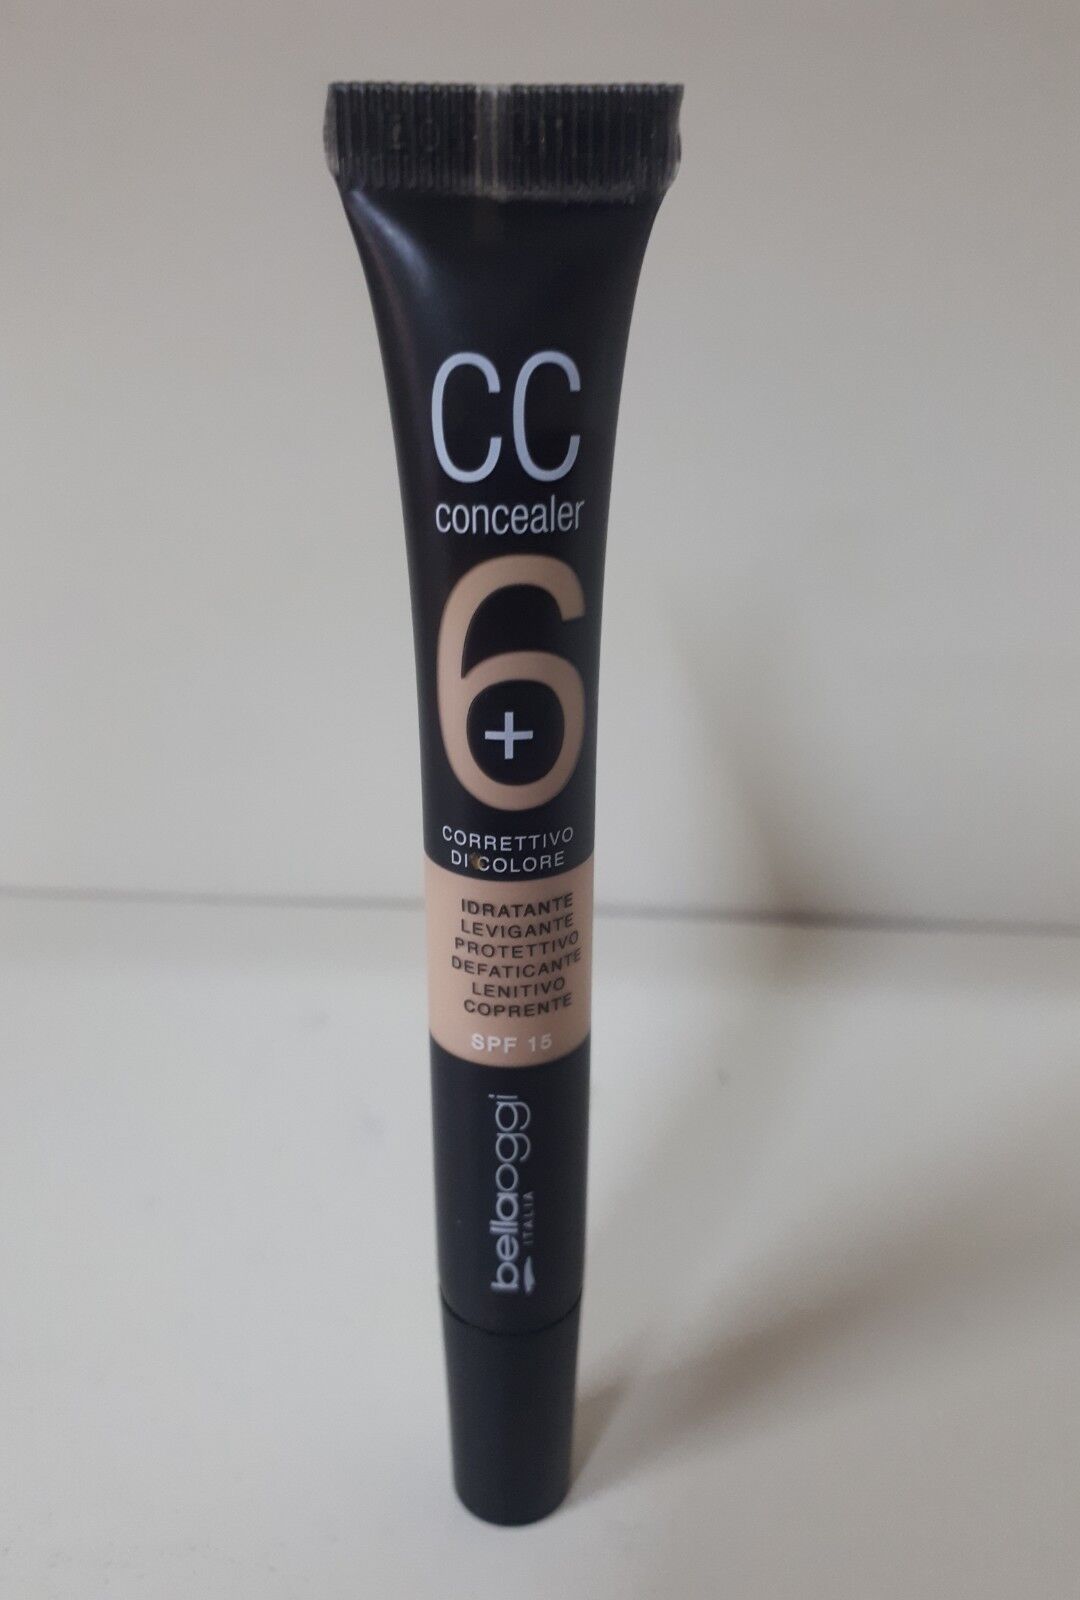 CC
concealer
6
+
CORRETTIVO
DI COLORE
IDRATANTE
LEVIGANTE
PROTETTIVO
DEFATICANTE
LENITIVO
COPRENTE
SPF 15
bellaoggi
ITALIA